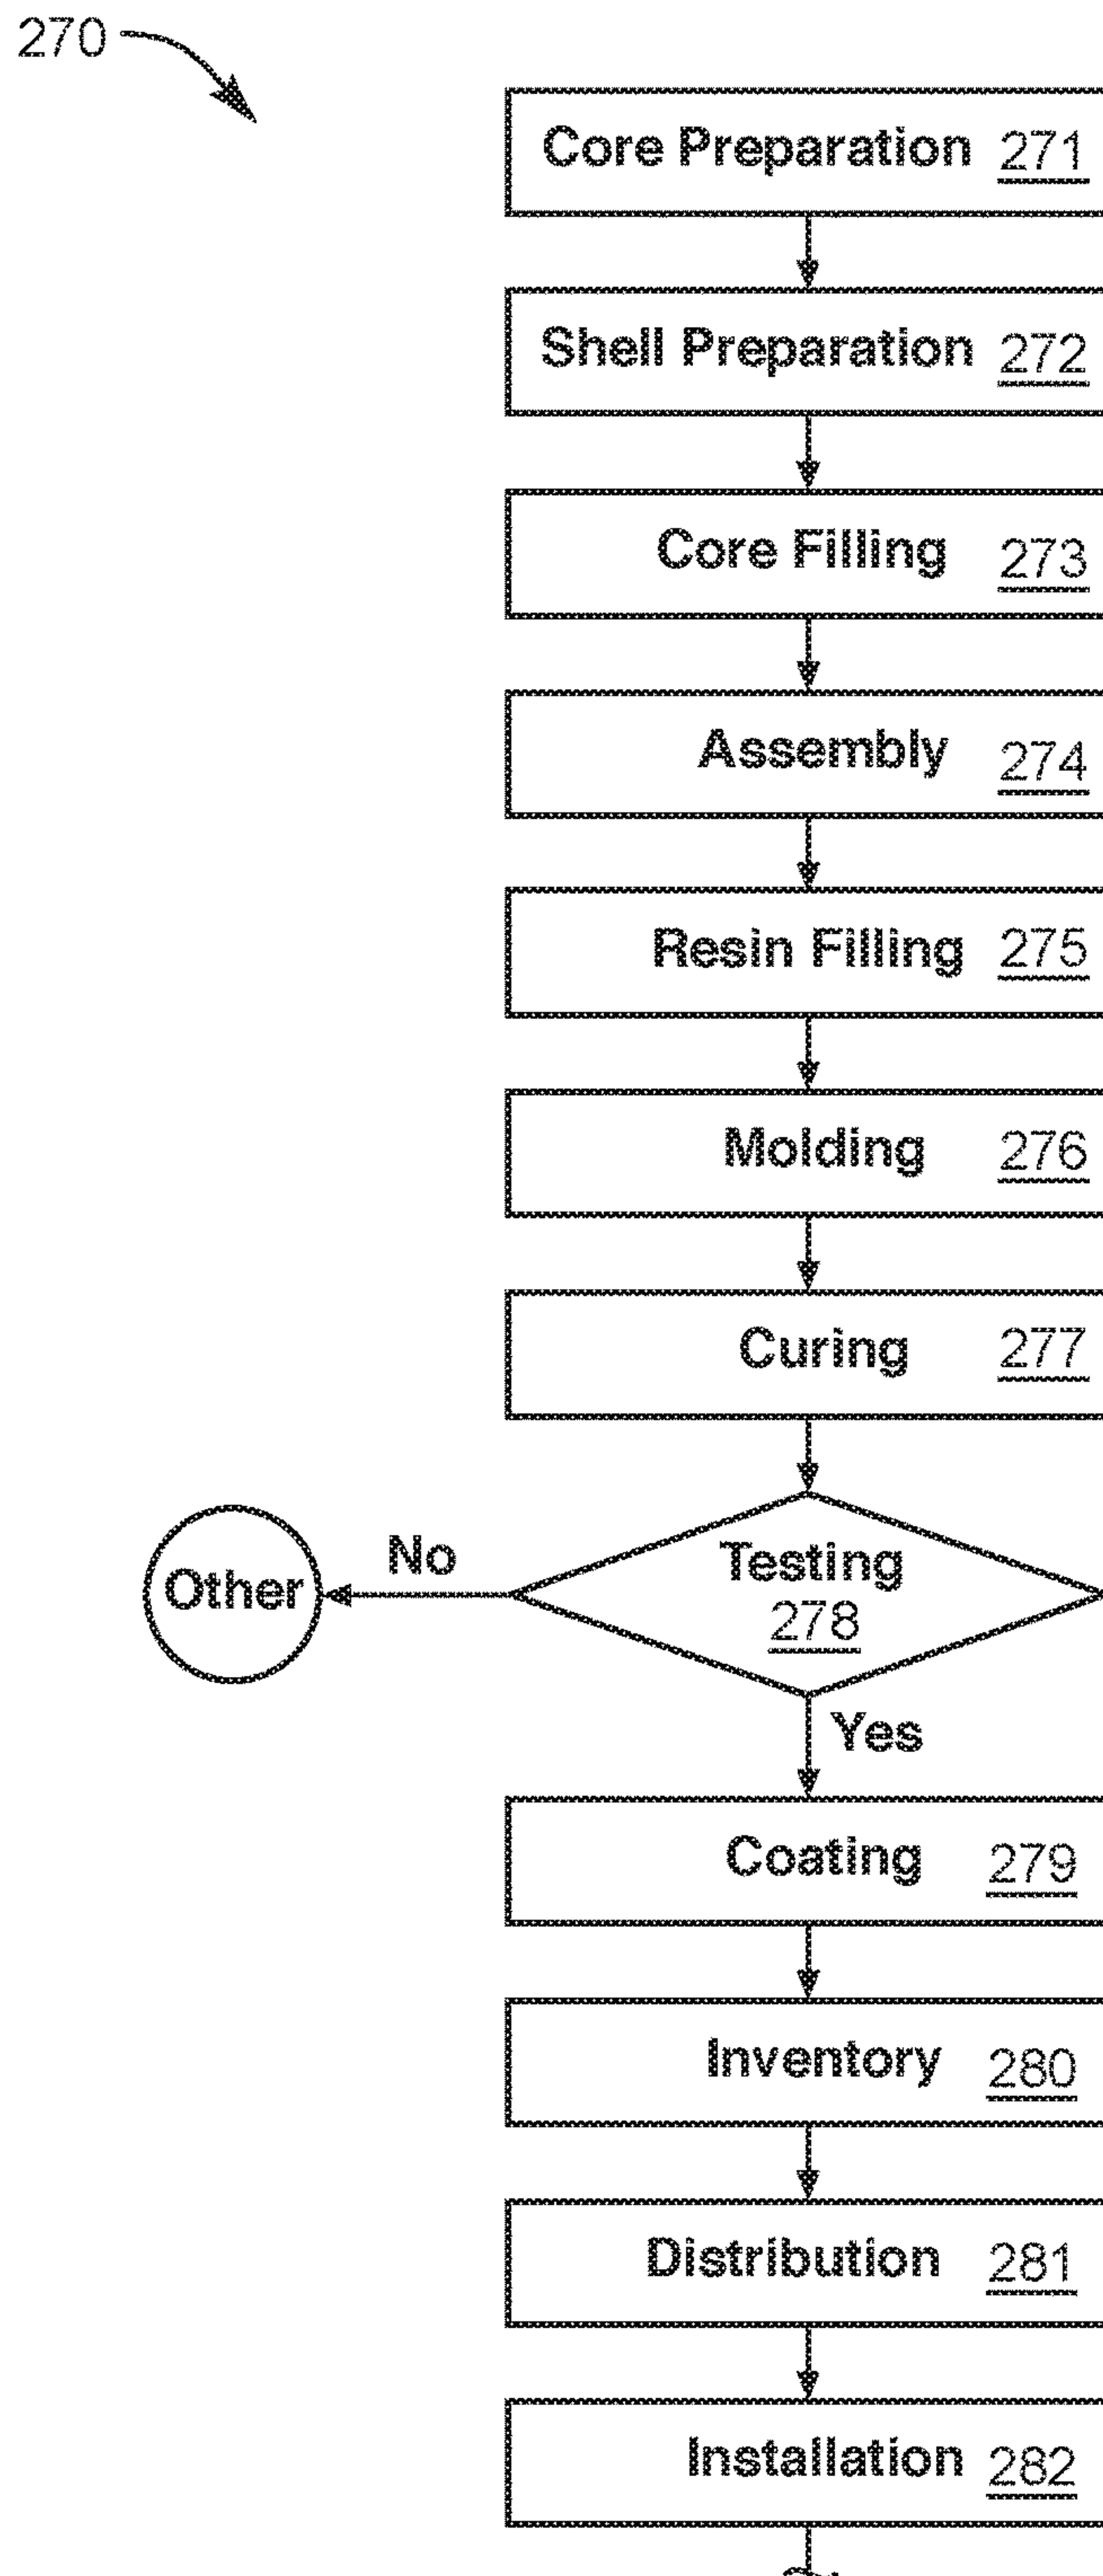 270
Core Preparation 271
Shell Preparation 272
Core Filling 273
Assembly 274
Resin Filling 275
Molding 276
Curing 277
Testing
278
No
Other
Yes
Coating 279
Inventory 280
Distribution 281
Installation 282